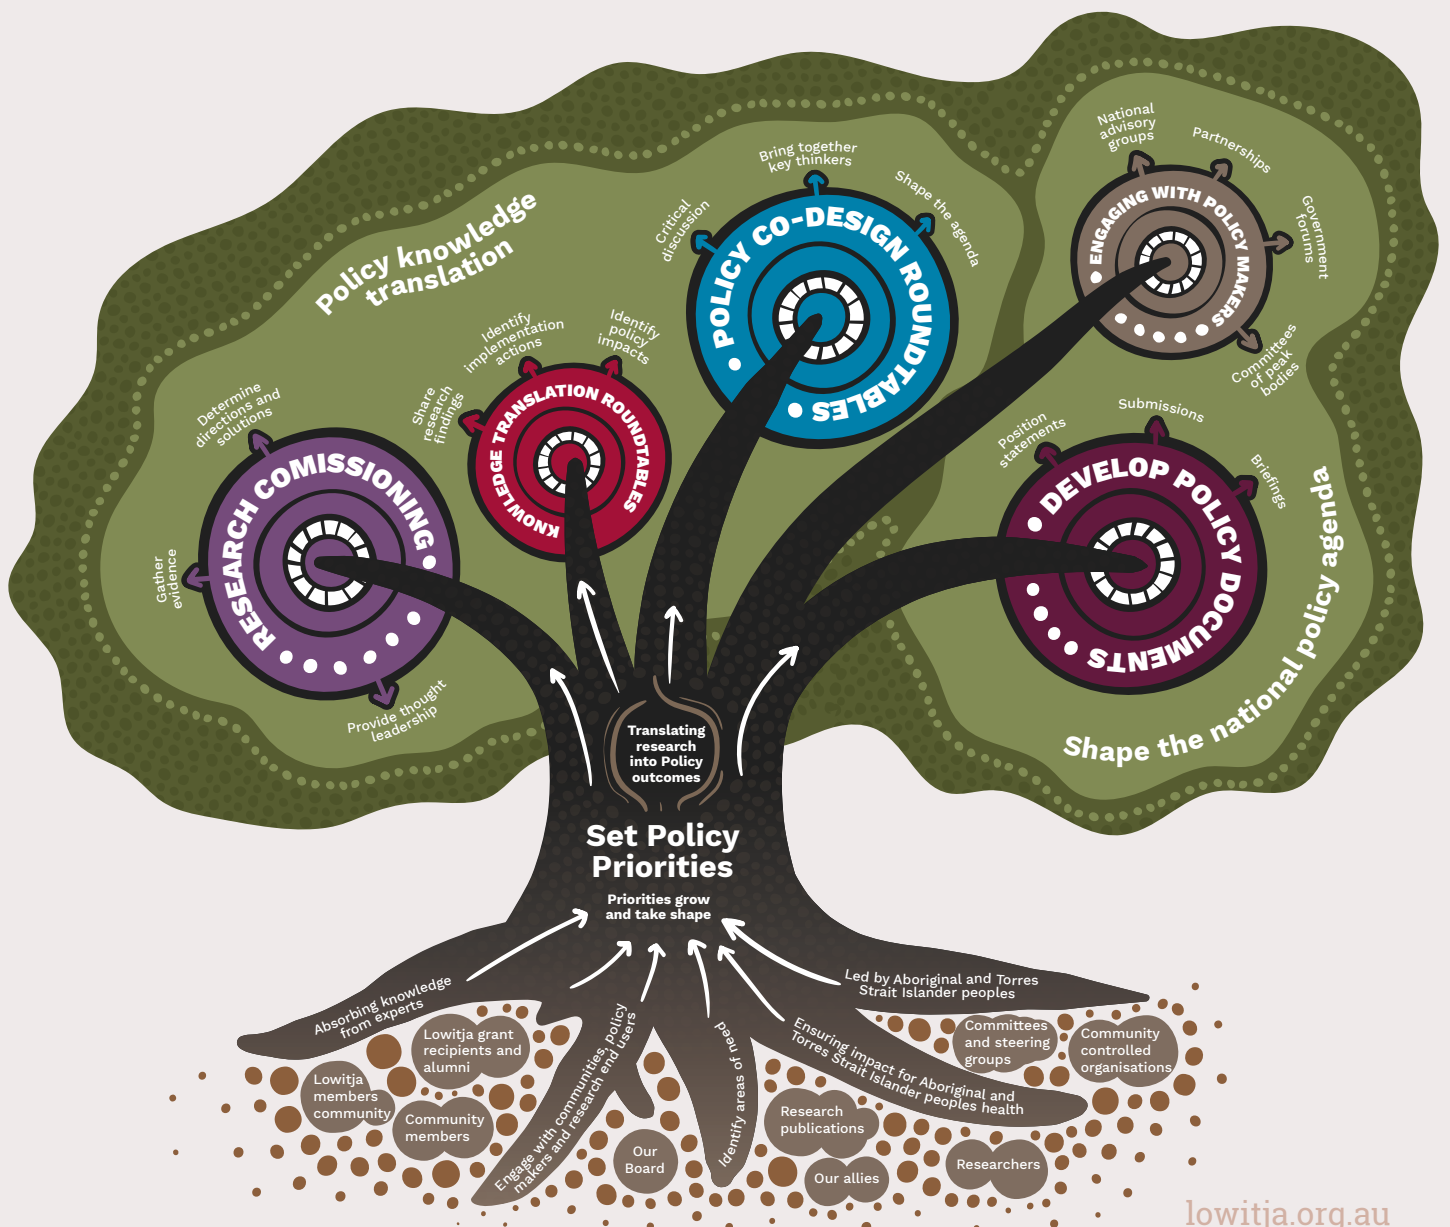 Policy knowledge
translation
National
advisory
groups
Partnerships
Government
forums
Committees
of peak
bodies
ENGAGING WITH POLICY MAKERS
Bring together
key thinkers
Critical
discussion
Shape the agenda
POLICY CO-DESIGN ROUNDTABLES
Identify
implementation
actions
Identify
policy
impacts
Share
research
findings
KNOWLEDGE TRANSLATION ROUNDTABLES
Determine
directions and
solutions
Gather
evidence
Provide thought
leadership
RESEARCH COMISSIONING
Position
statements
Submissions
Briefings
DEVELOP POLICY DOCUMENTS
Shape the national policy agenda
Translating
research
into Policy
outcomes
Set Policy
Priorities
Priorities grow
and take shape
Absorbing knowledge
from experts
Engage with communities, policy
makers and research end users
Identify areas of need
Ensuring impact for Aboriginal and
Torres Strait Islander peoples health
Led by Aboriginal and Torres
Strait Islander peoples
Lowitja grant
recipients and
alumni
Lowitja
members
community
Community
members
Our
Board
Research
publications
Our allies
Researchers
Committees
and steering
groups
Community
controlled
organisations
lowitja.org.au